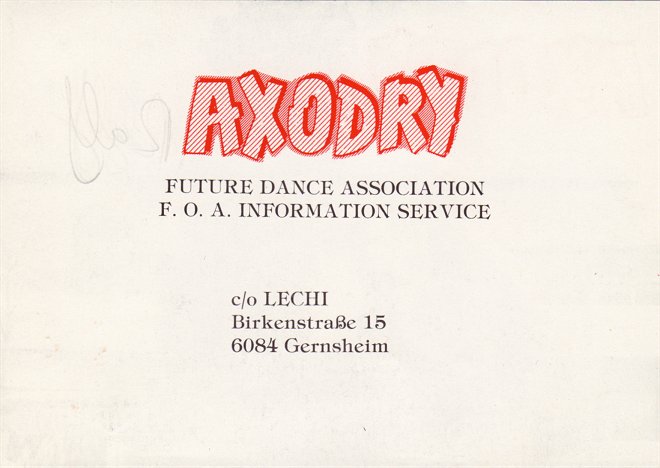 AXODRY
FUTURE DANCE ASSOCIATION
F. O. A. INFORMATION SERVICE
c/o LECHI
Birkenstraße 15
6084 Gernsheim